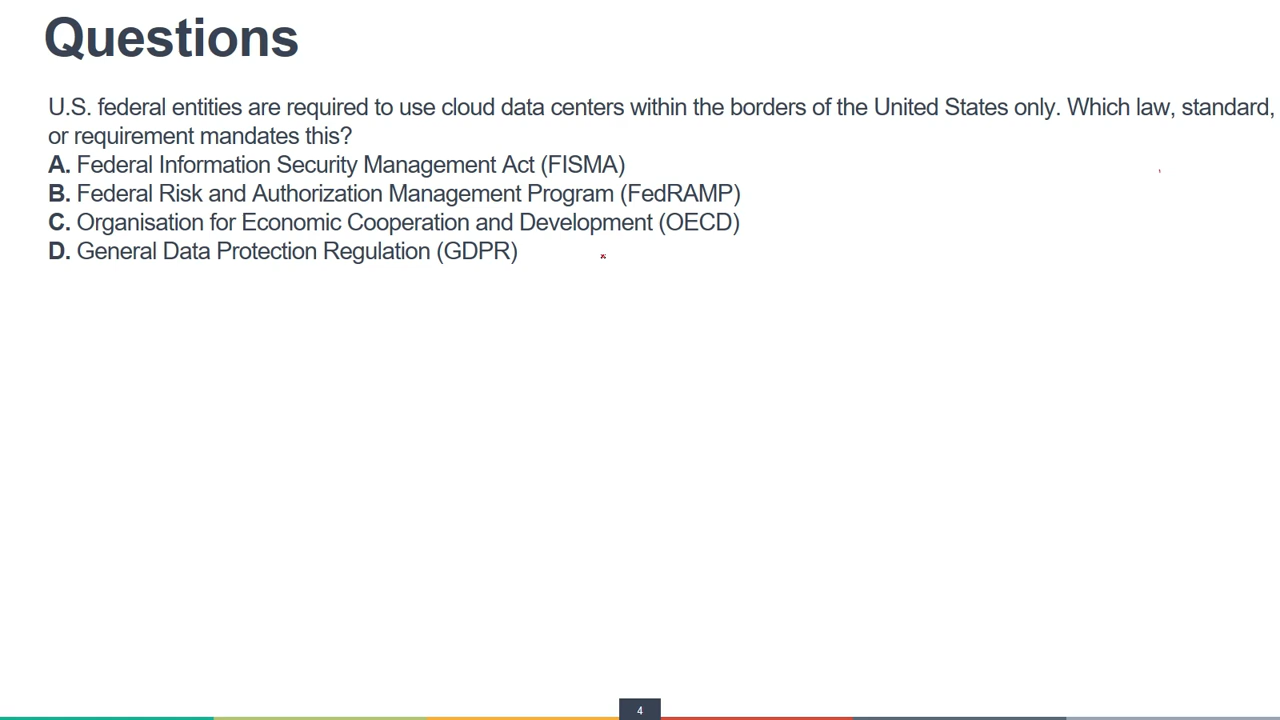 Questions
U.S. federal entities are required to use cloud data centers within the borders of the United States only. Which law, standard,
or requirement mandates this?
A. Federal Information Security Management Act (FISMA)
B. Federal Risk and Authorization Management Program (FedRAMP)
C. Organisation for Economic Cooperation and Development (OECD)
D. General Data Protection Regulation (GDPR)
4